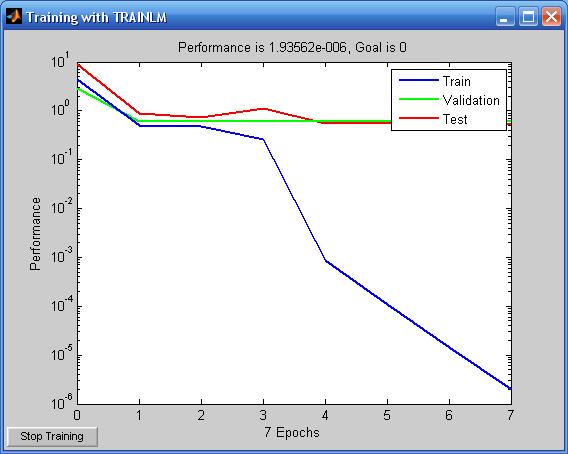 Training with TRAINLM
Performance is 1.93562e-006, Goal is 0
10^1
10^0
10^-1
10^-2
10^-3
10^-4
10^-5
10^-6
Performance
Train
Validation
Test
0 1 2 3 4 5 6 7
7 Epochs
Stop Training